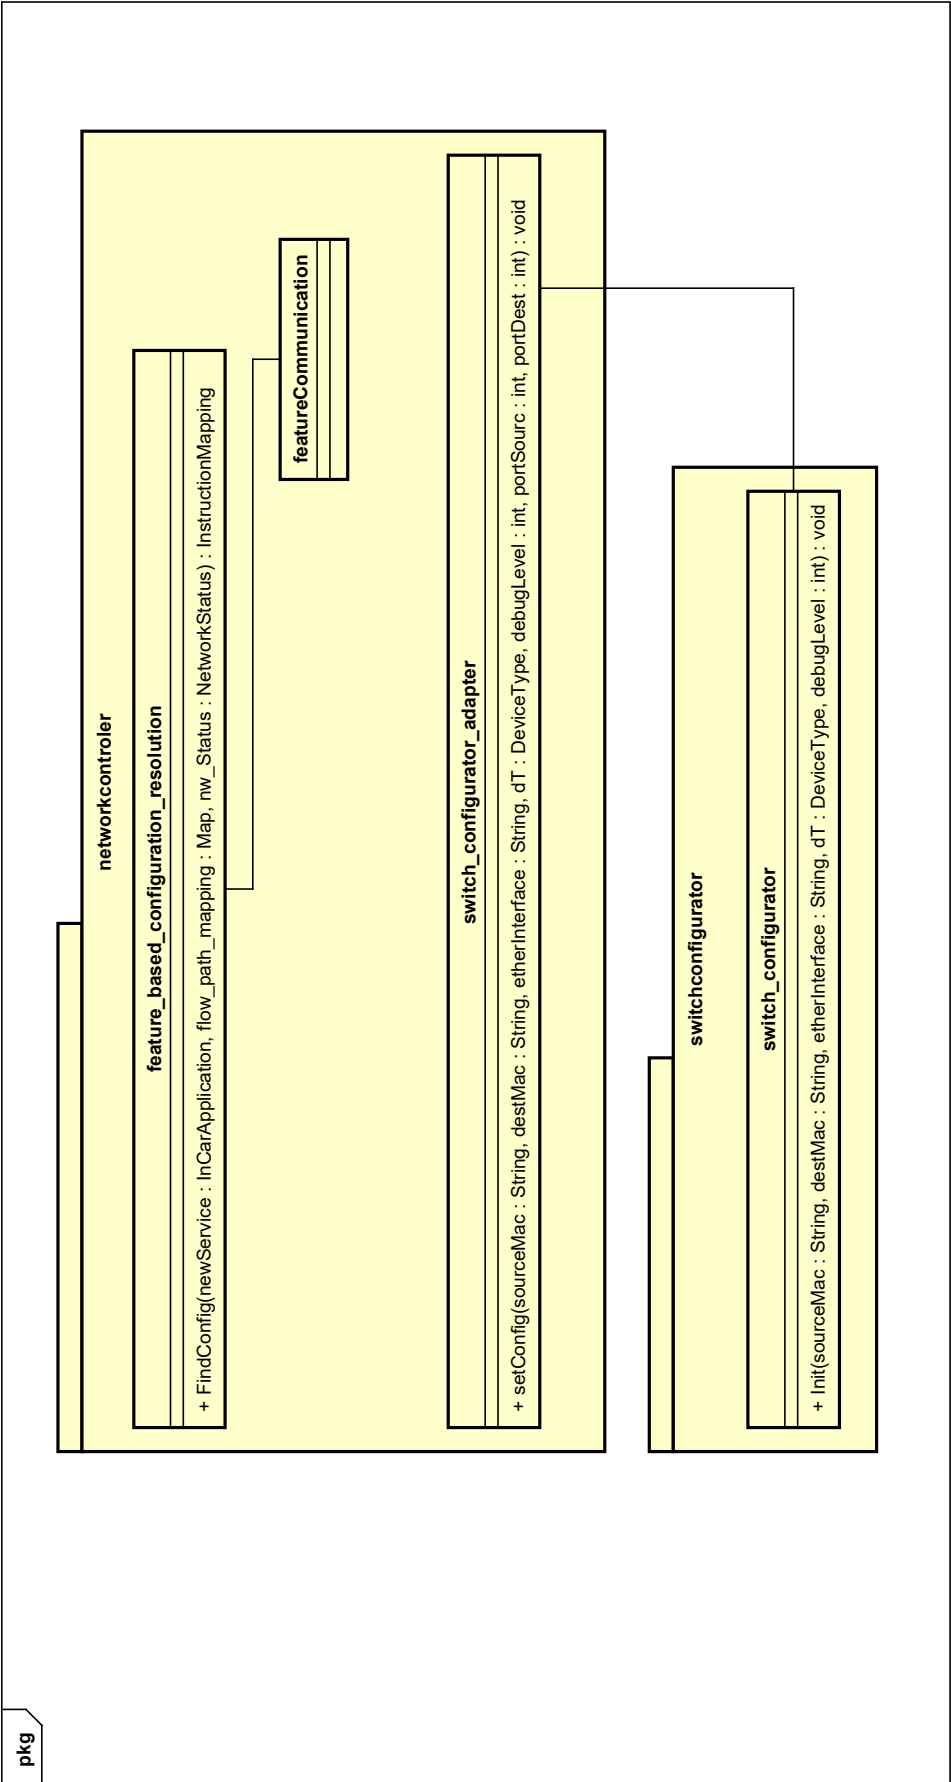 pkg
networkcontroler
feature_based_configuration_resolution
+ FindConfig(newService : InCarApplication, flow_path_mapping : Map, nw_Status : NetworkStatus) : InstructionMapping
featureCommunication
switch_configurator_adapter
+ setConfig(sourceMac : String, destMac : String, etherInterface : String, dT : DeviceType, debugLevel : int, portSourc : int, portDest : int) : void
switchconfigurator
switch_configurator
+ Init(sourceMac : String, destMac : String, etherInterface : String, dT : DeviceType, debugLevel : int) : void